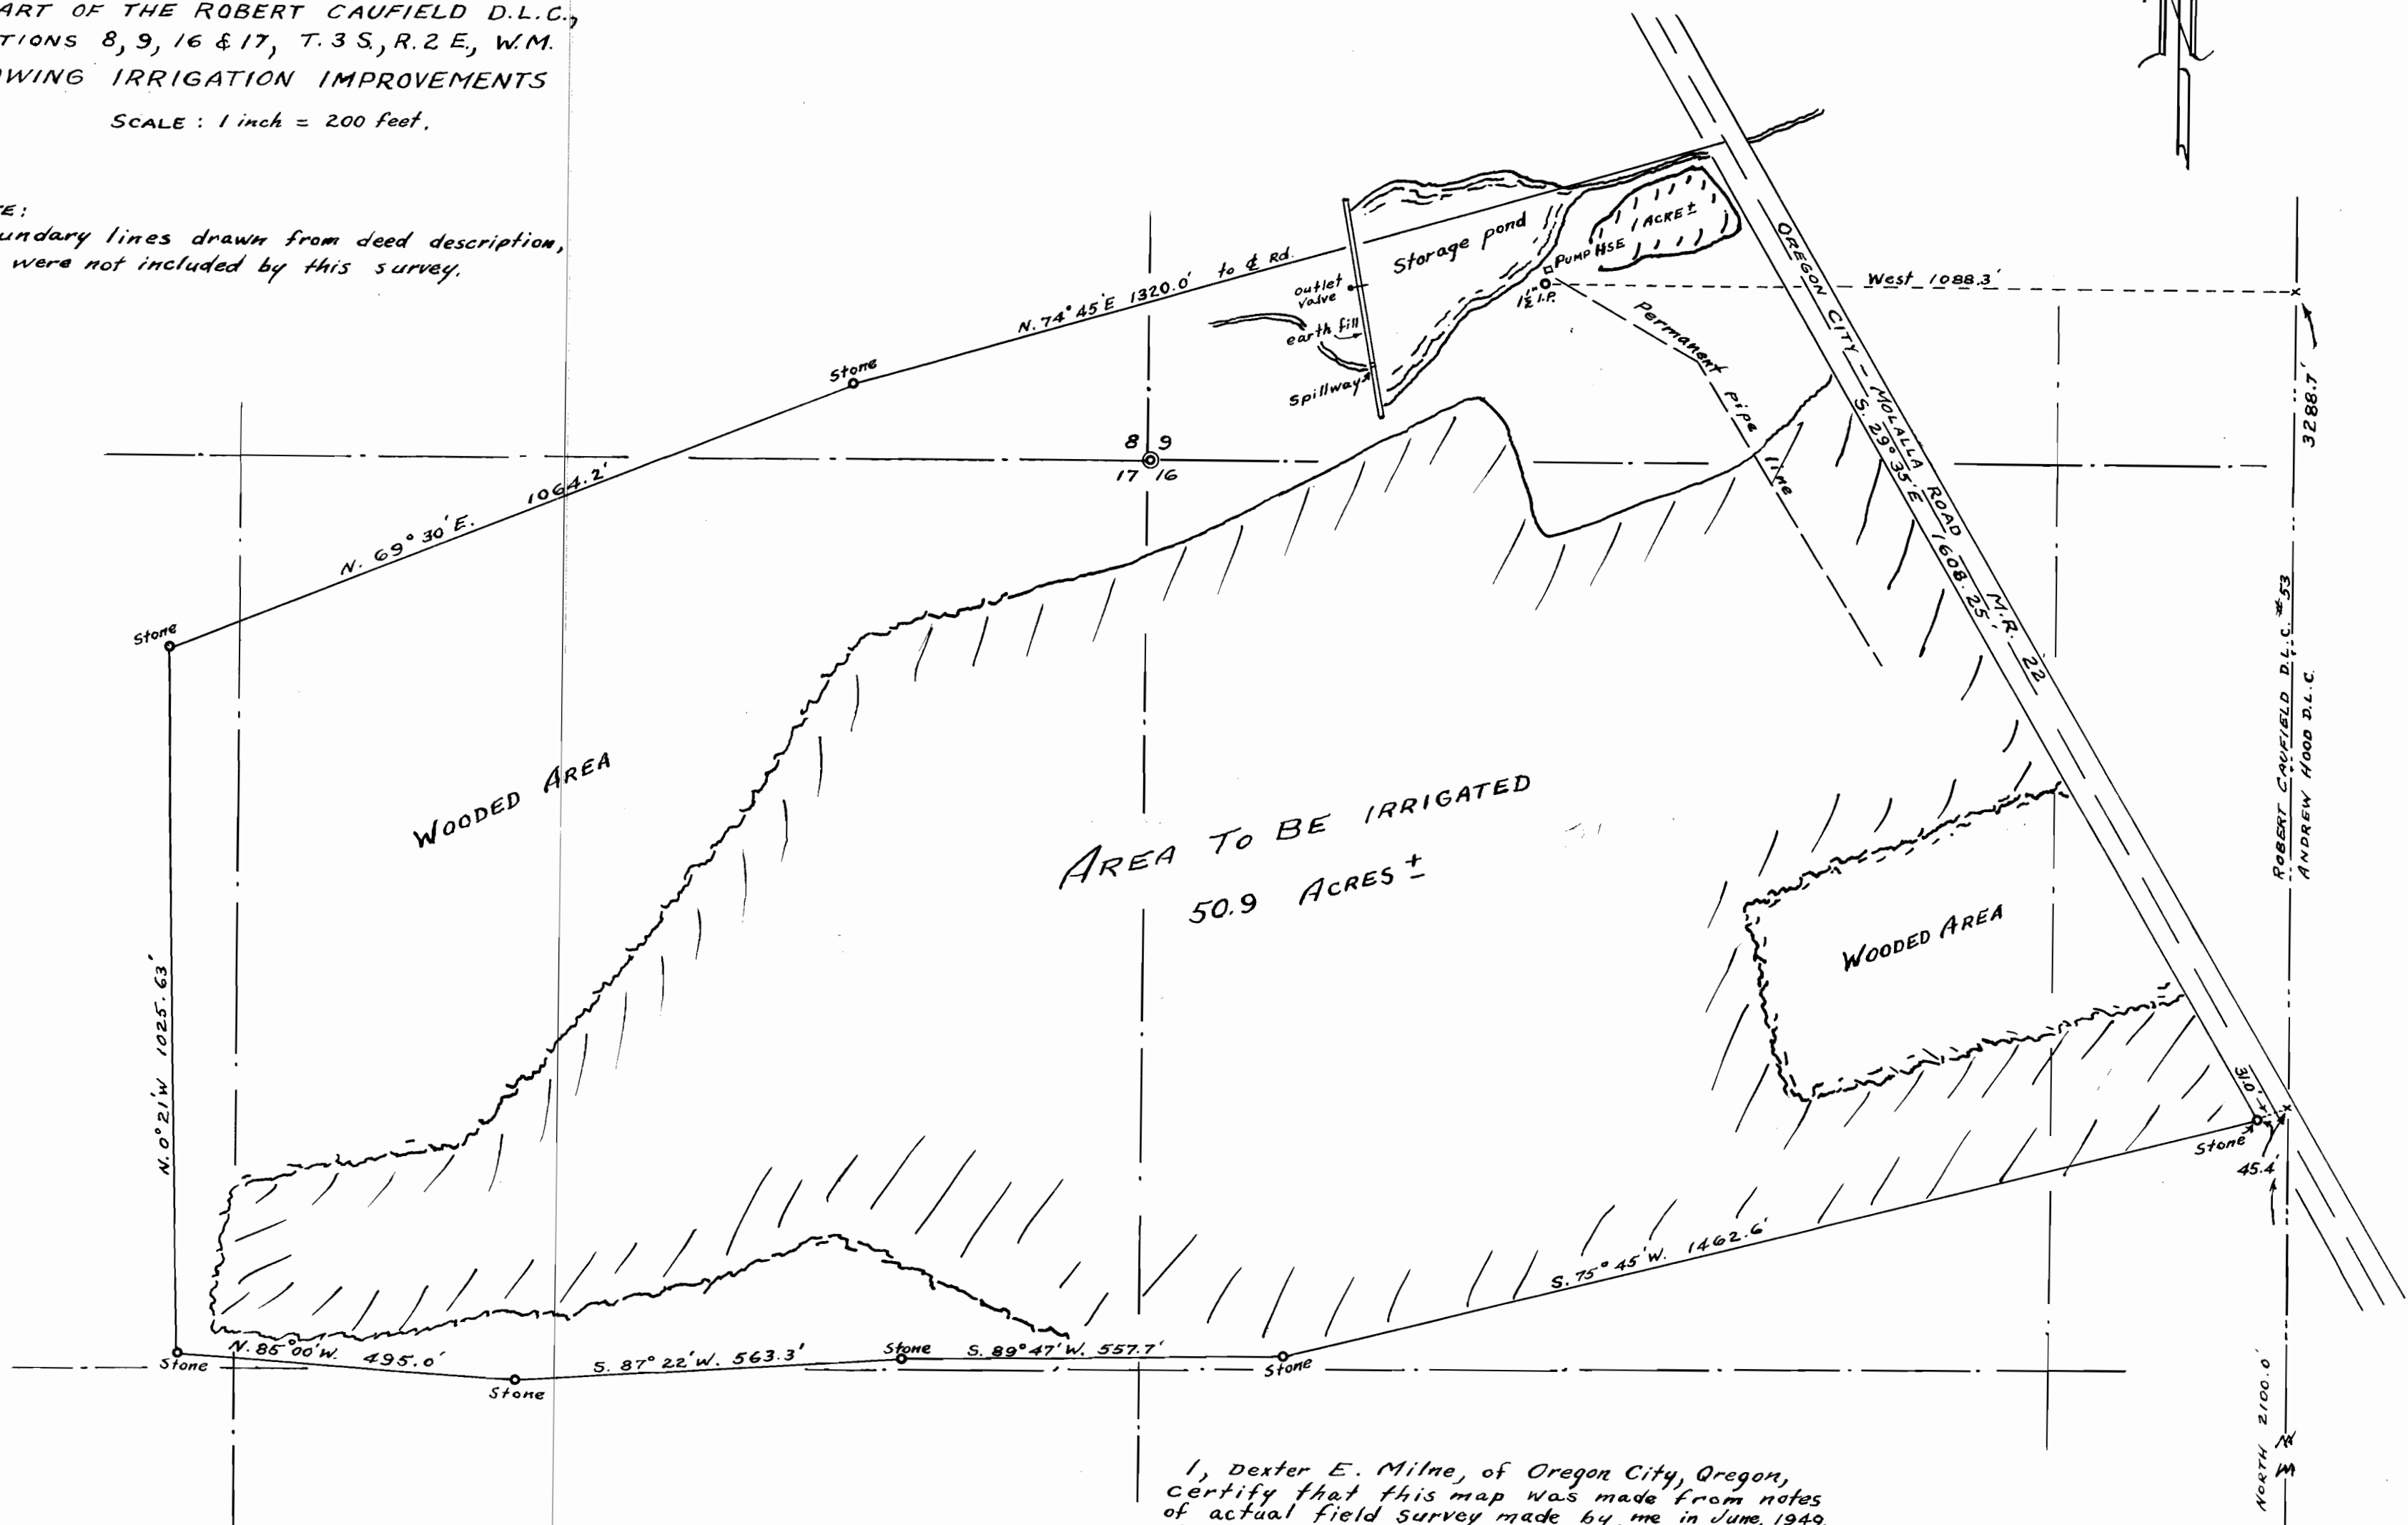 ART OF THE ROBERT CAUFIELD D.L.C.,
TIONS 8, 9, 16 & 17, T. 3 S., R. 2 E., W.M.
OWING IRRIGATION IMPROVEMENTS
SCALE : 1 inch = 200 feet.
TE:
undary lines drawn from deed description,
were not included by this survey.
N. 74° 45' E 1320.0' to ⅊ Rd.
Storage pond
1 ACRE ±
PUMP HSE
1½" I.P.
outlet
valve
earth fill
Spillway
West 1088.3'
3288.7'
Permanent pipe line
OREGON CITY - MOLALLA ROAD M.R. 22
S. 29° 35' E 1608.25'
Stone
8 9
17 16
N. 69° 30' E. 1064.2'
Stone
ROBERT CAUFIELD D.L.C. #53
ANDREW HOOD D.L.C.
WOODED AREA
AREA TO BE IRRIGATED
50.9 ACRES ±
WOODED AREA
N. 0° 21' W 1025.63'
31.0'
Stone
45.4'
S. 75° 45' W. 1462.6'
Stone
N. 85° 00' W. 495.0'
Stone
S. 87° 22' W. 563.3'
Stone
S. 89° 47' W. 557.7'
Stone
NORTH 2100.0'
I, Dexter E. Milne, of Oregon City, Oregon,
certify that this map was made from notes
of actual field survey made by me in June, 1949.